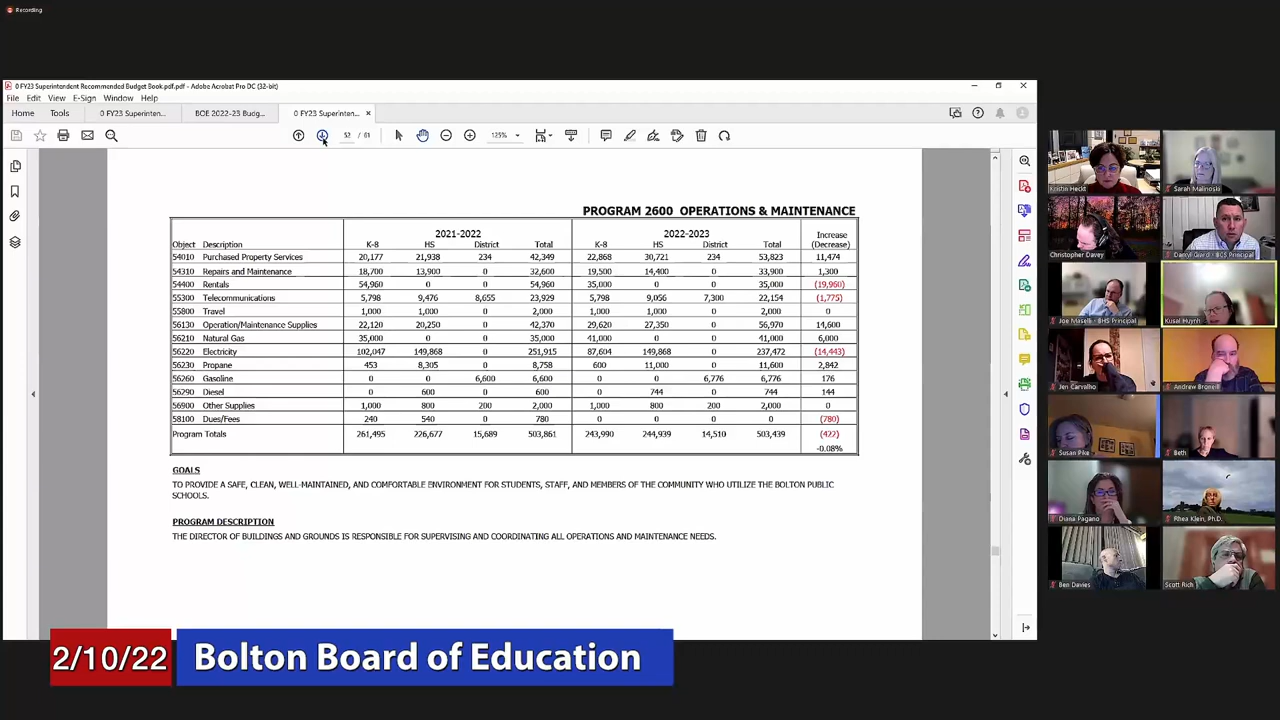 Recording
0 FY23 Superintendent Recommended Budget Book.pdf.pdf - Adobe Acrobat Pro DC (32-bit)
File Edit View E-Sign Window Help
Home Tools 0 FY23 Superinten... BOE 2022-23 Budg... 0 FY23 Superinten... ×
52 / 61 125%
PROGRAM 2600 OPERATIONS & MAINTENANCE
2021-2022 2022-2023 Increase
Object Description K-8 HS District Total K-8 HS District Total (Decrease)
54010 Purchased Property Services 20,177 21,938 234 42,349 22,868 30,721 234 53,823 11,474
54310 Repairs and Maintenance 18,700 13,900 0 32,600 19,500 14,400 0 33,900 1,300
54400 Rentals 54,960 0 0 54,960 35,000 0 0 35,000 (19,960)
55300 Telecommunications 5,798 9,476 8,655 23,929 5,798 9,056 7,300 22,154 (1,775)
55800 Travel 1,000 1,000 0 2,000 1,000 1,000 0 2,000 0
56130 Operation/Maintenance Supplies 22,120 20,250 0 42,370 29,620 27,350 0 56,970 14,600
56210 Natural Gas 35,000 0 0 35,000 41,000 0 0 41,000 6,000
56220 Electricity 102,047 149,868 0 251,915 87,604 149,868 0 237,472 (14,443)
56230 Propane 453 8,305 0 8,758 600 11,000 0 11,600 2,842
56260 Gasoline 0 0 6,600 6,600 0 0 6,776 6,776 176
56290 Diesel 0 600 0 600 0 744 0 744 144
56900 Other Supplies 1,000 800 200 2,000 1,000 800 200 2,000 0
58100 Dues/Fees 240 540 0 780 0 0 0 0 (780)
Program Totals 261,495 226,677 15,689 503,861 243,990 244,939 14,510 503,439 (422)
-0.08%
GOALS
TO PROVIDE A SAFE, CLEAN, WELL-MAINTAINED, AND COMFORTABLE ENVIRONMENT FOR STUDENTS, STAFF, AND MEMBERS OF THE COMMUNITY WHO UTILIZE THE BOLTON PUBLIC
SCHOOLS.
PROGRAM DESCRIPTION
THE DIRECTOR OF BUILDINGS AND GROUNDS IS RESPONSIBLE FOR SUPERVISING AND COORDINATING ALL OPERATIONS AND MAINTENANCE NEEDS.
Kristin Heckt
Sarah Malinoski
Christopher Davey
Darryl Giard - BCS Principal
Joe Maselli - BHS Principal
Kusal Huynh
Jen Carvalho
Andrew Broneill
Susan Pike
Beth
Diana Pagano
Rhea Klein, Ph.D.
Ben Davies
Scott Rich
2/10/22 Bolton Board of Education